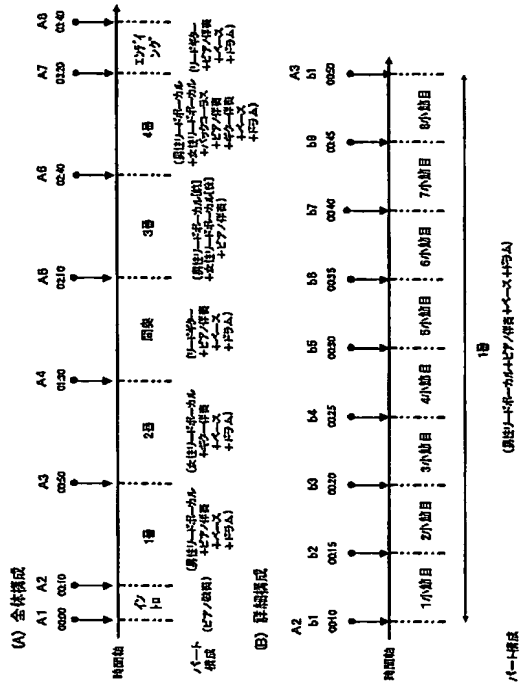 (A) 全体構成
A1 A2 A3 A4 A5 A6 A7 A8
00:00 00:10 00:50 01:30 02:10 02:40 03:20 03:40
時間軸
イン
トロ
1番
2番
間奏
3番
4番
エンディ
ング
パート
構成
(ピアノ独奏)
(男性リードボーカル
+ピアノ伴奏
+ベース
+ドラム)
(女性リードボーカル
+ギター伴奏
+ベース
+ドラム)
(リードギター
+ピアノ伴奏
+ベース
+ドラム)
(男性リードボーカル[前]
+女性リードボーカル[後]
+ピアノ伴奏)
(男性リードボーカル
+女性リードボーカル
+バックコーラス
+ピアノ伴奏
+ギター伴奏
+ベース
+ドラム)
(リードギター
+ピアノ伴奏
+ベース
+ドラム)
(B) 詳細構成
A2 A3
b1 b2 b3 b4 b5 b6 b7 b8 b1
00:10 00:15 00:20 00:25 00:30 00:35 00:40 00:45 00:50
時間軸
1小節目 2小節目 3小節目 4小節目 5小節目 6小節目 7小節目 8小節目
1番
パート構成
(男性リードボーカル+ピアノ伴奏+ベース+ドラム)